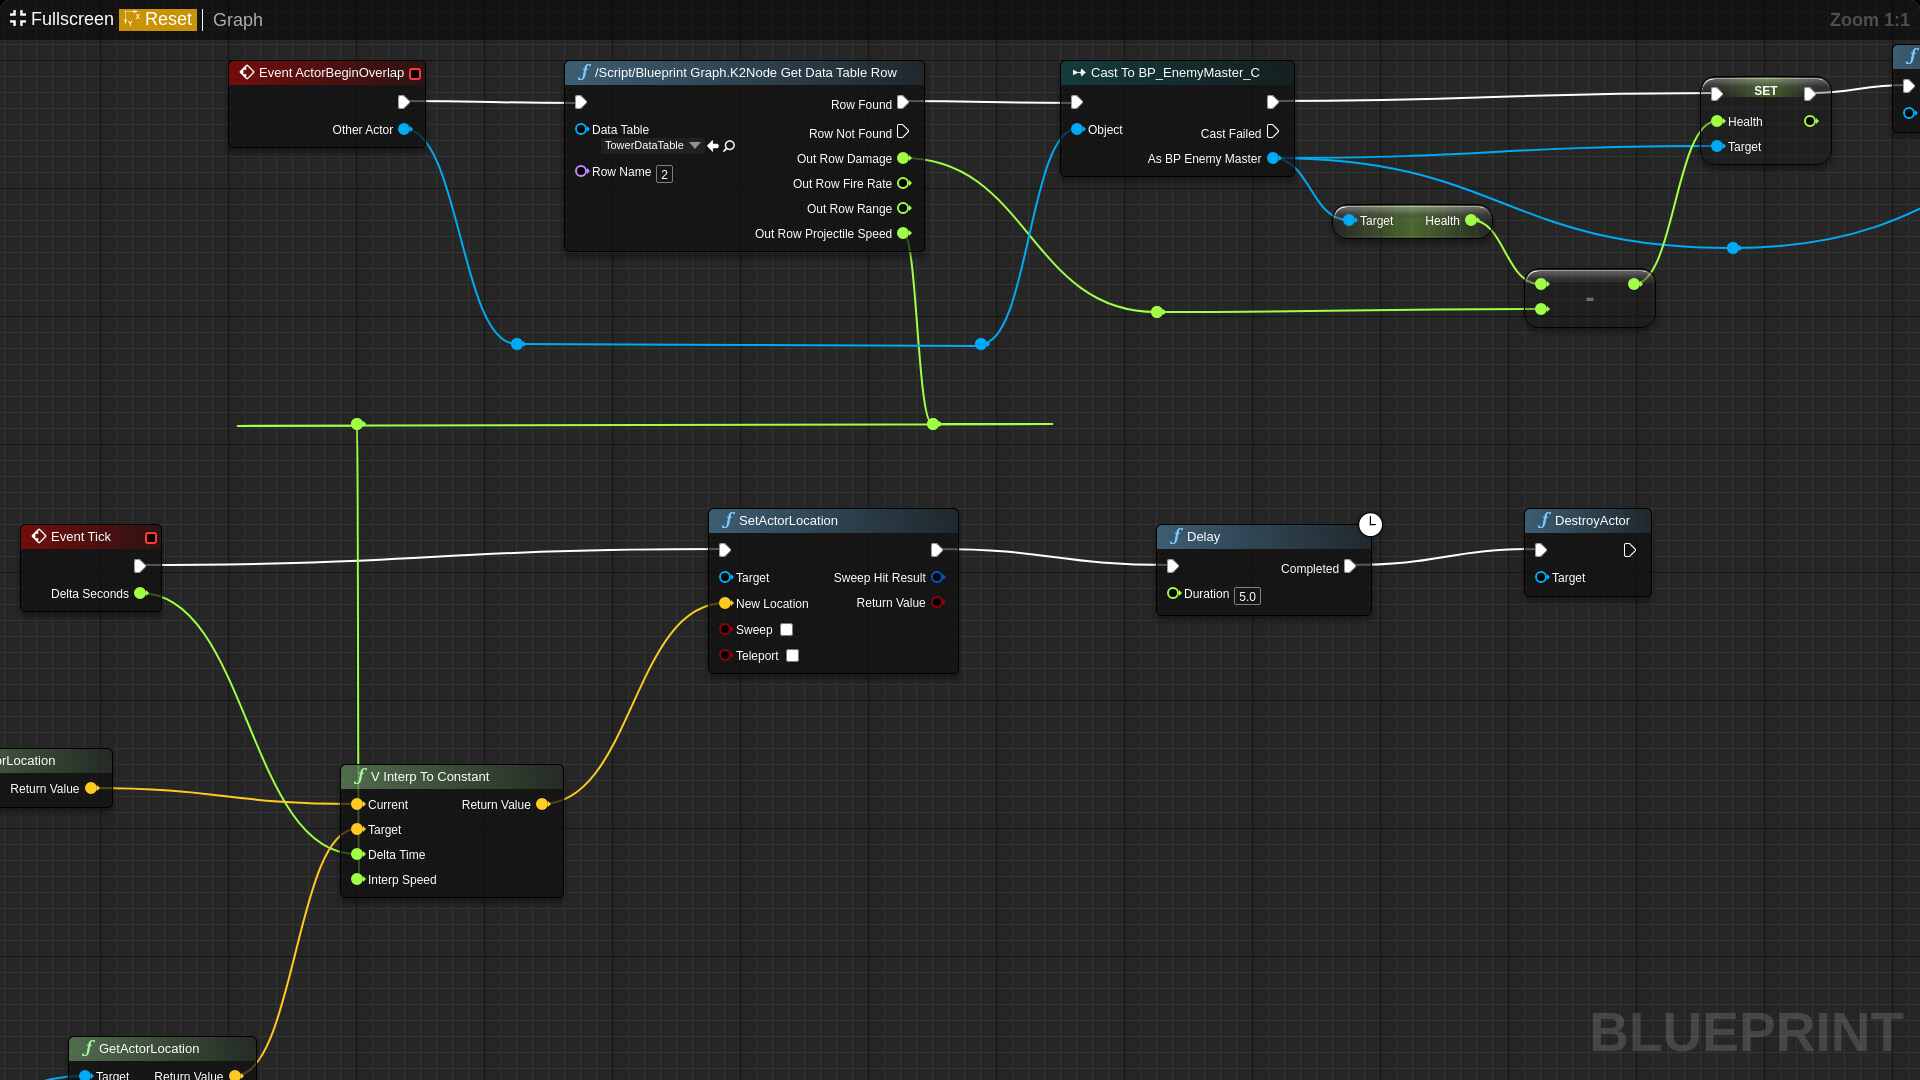 Fullscreen Reset Graph
Zoom 1:1
Event ActorBeginOverlap
Other Actor
/Script/Blueprint Graph.K2Node Get Data Table Row
Row Found
Data Table
TowerDataTable
Row Not Found
Out Row Damage
Row Name 2
Out Row Fire Rate
Out Row Range
Out Row Projectile Speed
Cast To BP_EnemyMaster_C
Object
Cast Failed
As BP Enemy Master
SET
Health
Target
Target Health
-
Event Tick
Delta Seconds
SetActorLocation
Target
Sweep Hit Result
New Location
Return Value
Sweep
Teleport
Delay
Completed
Duration 5.0
DestroyActor
Target
orLocation
Return Value
V Interp To Constant
Current
Return Value
Target
Delta Time
Interp Speed
GetActorLocation
Target Return Value
BLUEPRINT